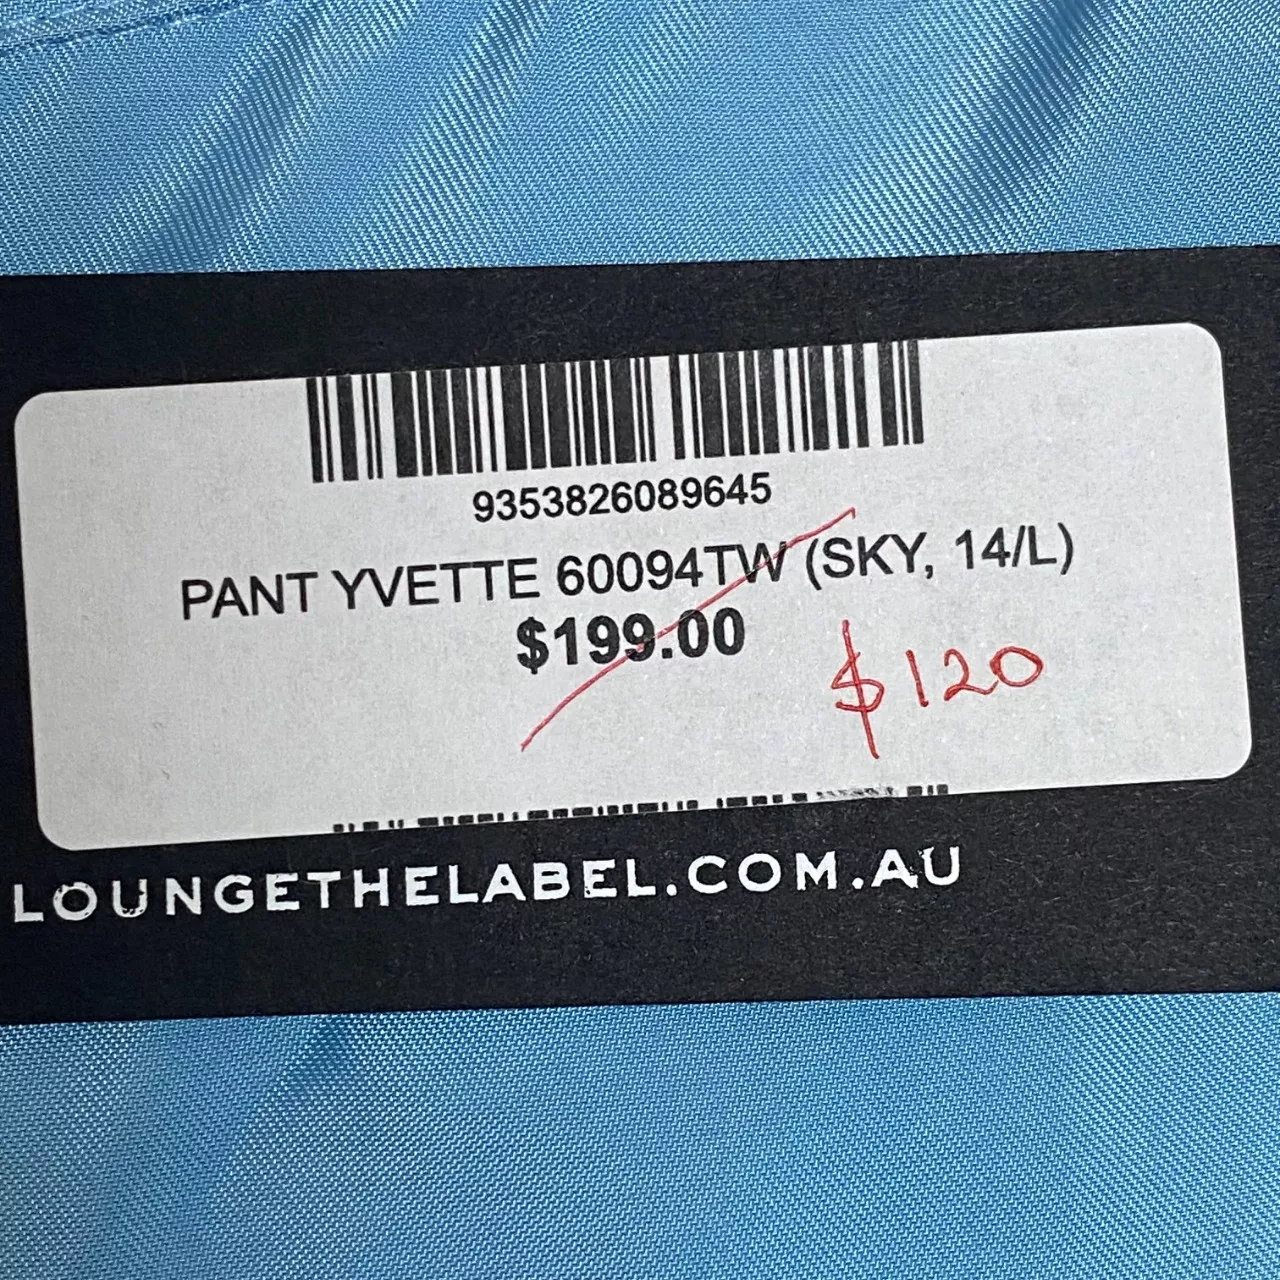 9353826089645
PANT YVETTE 60094TW (SKY, 14/L)
$199.00
$120
LOUNGETHELABEL.COM.AU